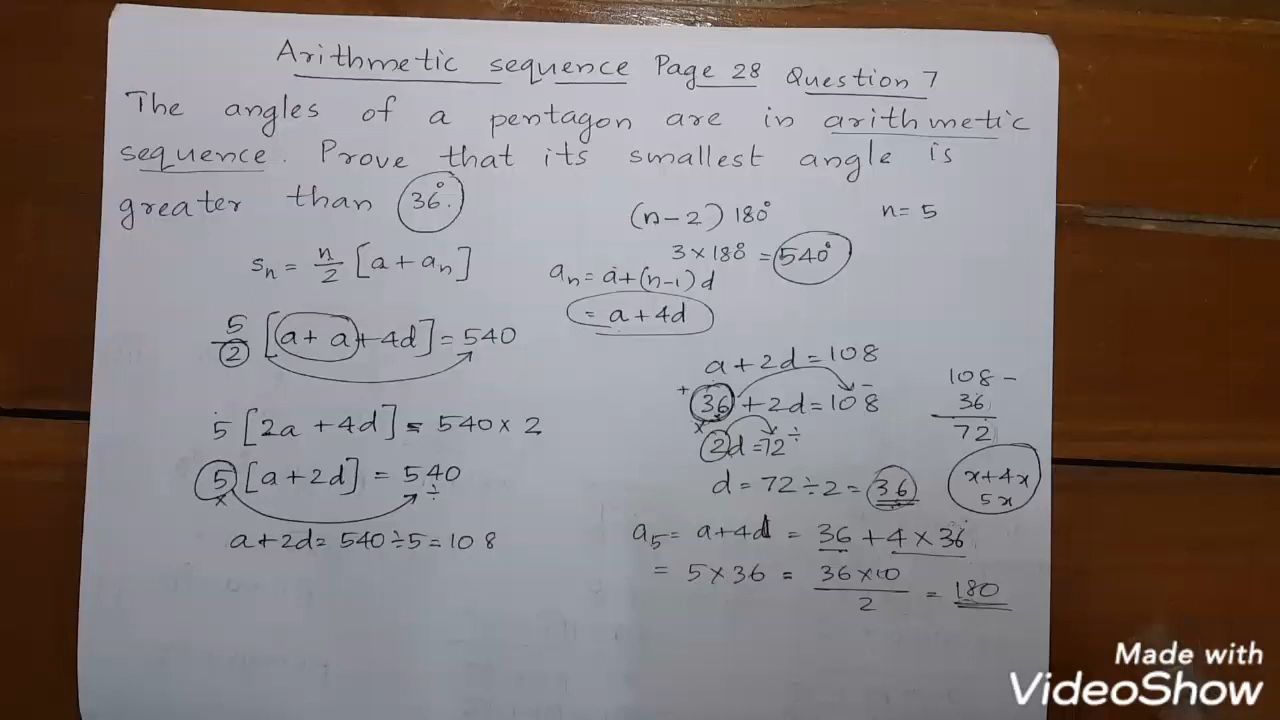 Arithmetic sequence Page 28 Question 7
The angles of a pentagon are in arithmetic
sequence. Prove that its smallest angle is
greater than 36°.
(n-2) 180° n= 5
3 × 180 = 540°
Sn = n/2 [a + an]
an = a+(n-1)d
= a + 4d
5/2 [a + a + 4d] = 540
5 [2a + 4d] = 540 × 2
5 [a + 2d] = 540
× ÷
a + 2d = 540 ÷ 5 = 108
a + 2d = 108
+ −
36 + 2d = 108
×
2d = 72 ÷
d = 72 ÷ 2 = 36
108 -
36
72
x + 4x
5x
a5 = a + 4d = 36 + 4 × 36
= 5 × 36 = 36 × 10 / 2 = 180
Made with
VideoShow